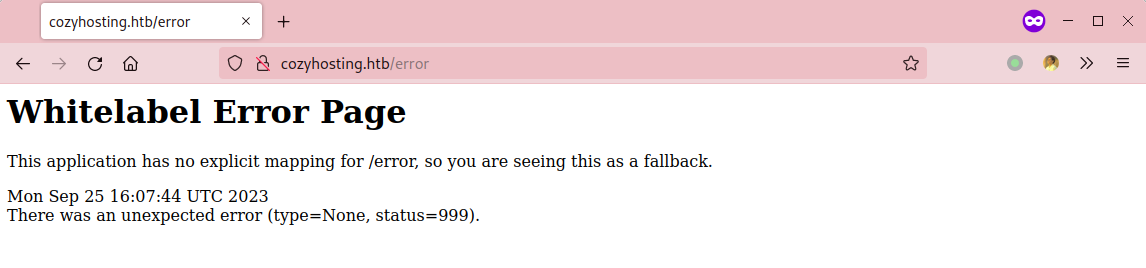 cozyhosting.htb/error
cozyhosting.htb/error
Whitelabel Error Page
This application has no explicit mapping for /error, so you are seeing this as a fallback.
Mon Sep 25 16:07:44 UTC 2023
There was an unexpected error (type=None, status=999).